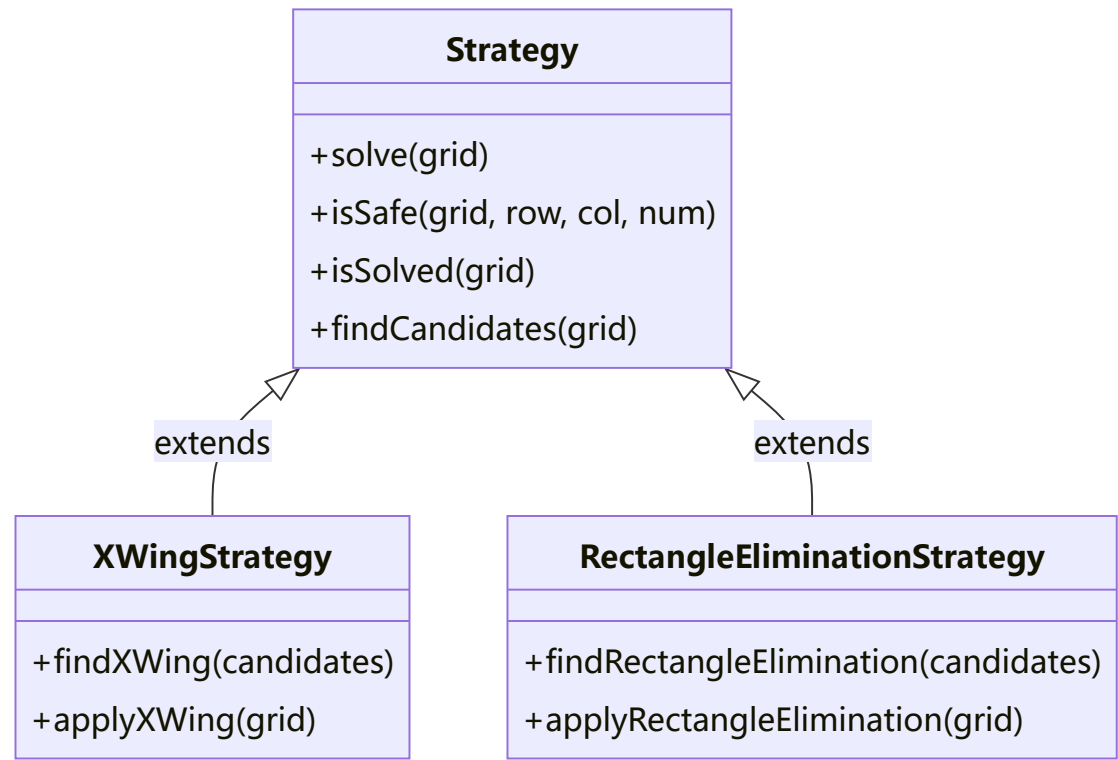 Strategy
+solve(grid)
+isSafe(grid, row, col, num)
+isSolved(grid)
+findCandidates(grid)
extends
extends
XWingStrategy
+findXWing(candidates)
+applyXWing(grid)
RectangleEliminationStrategy
+findRectangleElimination(candidates)
+applyRectangleElimination(grid)